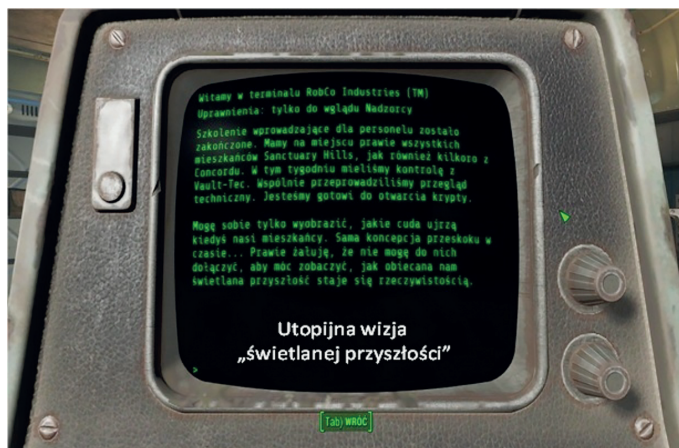 Witamy w terminalu RobCo Industries (TM)
Uprawnienia: tylko do wglądu Nadzorcy
Szkolenie wprowadzające dla personelu zostało
zakończone. Mamy na miejscu prawie wszystkich
mieszkańców Sanctuary Hills, jak również kilkoro z
Concordu. W tym tygodniu mieliśmy kontrolę z
Vault-Tec. Wspólnie przeprowadziliśmy przegląd
techniczny. Jesteśmy gotowi do otwarcia krypty.
Mogę sobie tylko wyobrazić, jakie cuda ujrzą
kiedyś nasi mieszkańcy. Sama koncepcja przeskoku w
czasie... Prawie żałuję, że nie mogę do nich
dołączyć, aby móc zobaczyć, jak obiecana nam
świetlana przyszłość staje się rzeczywistością.
Utopijna wizja
„świetlanej przyszłości”
>
Tab) WRÓĆ